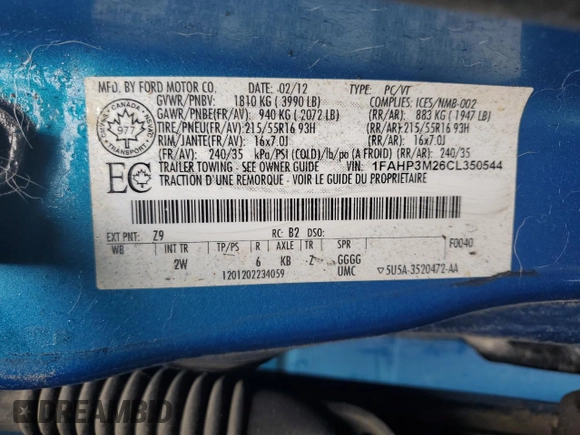 MFD. BY FORD MOTOR CO. DATE: 02/12 TYPE: PC/VT
GVWR/PNBV: 1810 KG ( 3990 LB) COMPLIES: ICES/NMB-002
GAWR/PNBE(FR/AV): 940 KG ( 2072 LB) (RR/AR): 883 KG ( 1947 LB)
TIRE/PNEU(FR/AV):215/55R16 93H (RR/AR):215/55R16 93H
RIM/JANTE(FR/AV): 16x7.0J (RR/AR): 16x7.0J
(FR/AV): 240/35 kPa/PSI (COLD)/lb/po (A FROID) (RR/AR): 240/35
TRAILER TOWING - SEE OWNER GUIDE VIN: 1FAHP3M26CL350544
TRACTION D'UNE REMORQUE - VOIR LE GUIDE DU PROPRIETAIRE
CANADA
977
TRANSPORT
EC
EXT PNT: Z9 RC: B2 DSO: F0040
WB INT TR TP/PS R AXLE TR SPR
2W 6 KB Z GGGG
1201202234059 UMC ▽5U5A-3520472-AA
DREAMBID